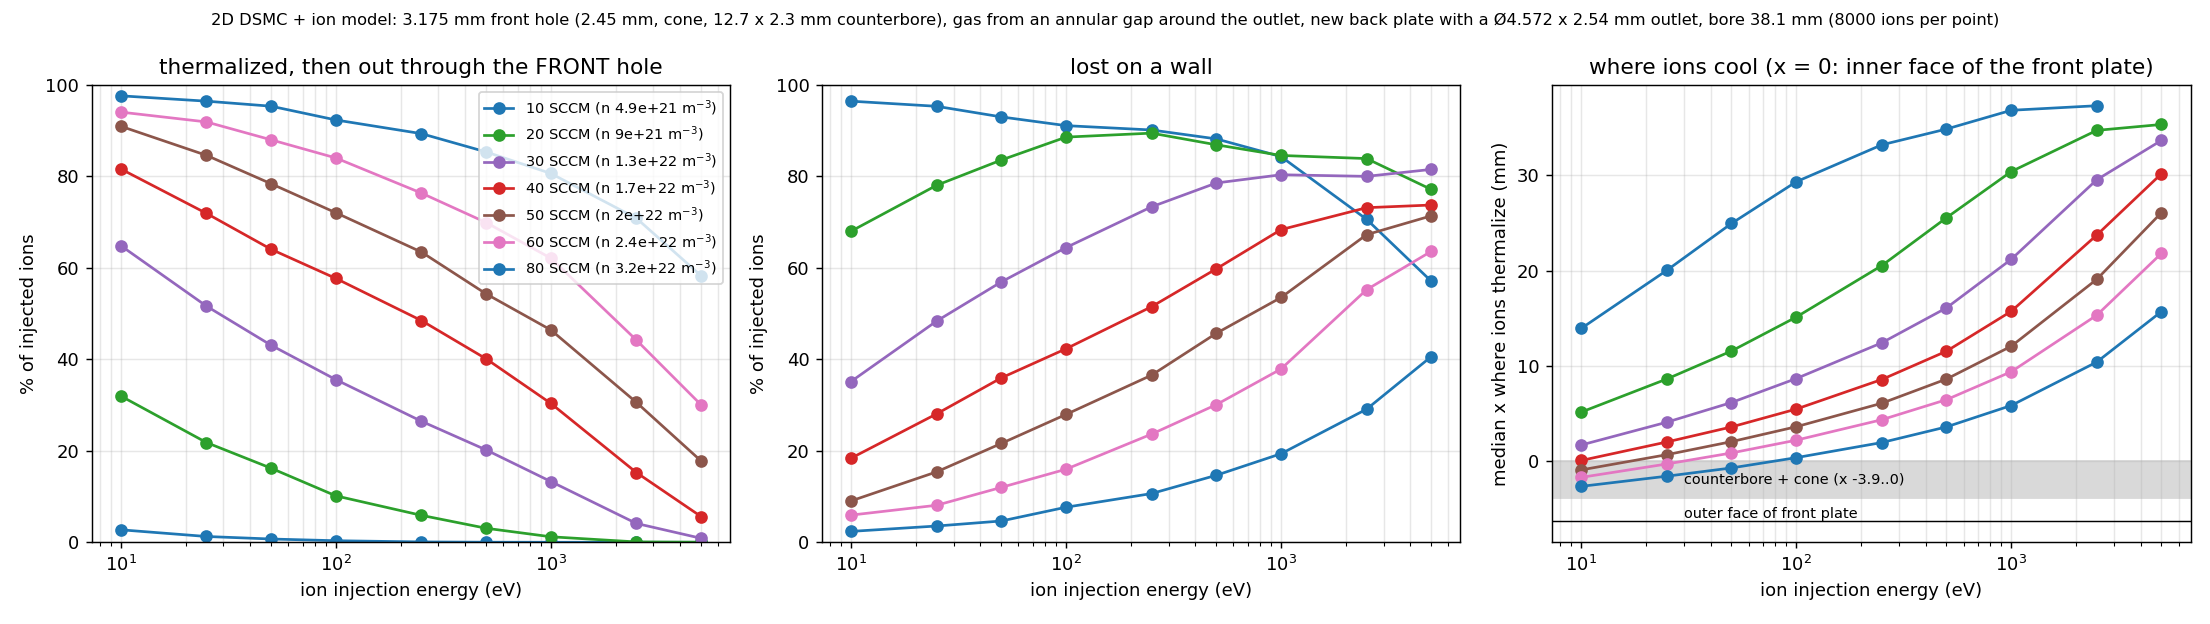 2D DSMC + ion model: 3.175 mm front hole (2.45 mm, cone, 12.7 x 2.3 mm counterbore), gas from an annular gap around the outlet, new back plate with a Ø4.572 x 2.54 mm outlet, bore 38.1 mm (8000 ions per point)
thermalized, then out through the FRONT hole
100
80
60
40
20
0
% of injected ions
10 SCCM (n 4.9e+21 m⁻³)
20 SCCM (n 9e+21 m⁻³)
30 SCCM (n 1.3e+22 m⁻³)
40 SCCM (n 1.7e+22 m⁻³)
50 SCCM (n 2e+22 m⁻³)
60 SCCM (n 2.4e+22 m⁻³)
80 SCCM (n 3.2e+22 m⁻³)
10¹ 10² 10³
ion injection energy (eV)
lost on a wall
100
80
60
40
20
0
% of injected ions
10¹ 10² 10³
ion injection energy (eV)
where ions cool (x = 0: inner face of the front plate)
30
20
10
0
median x where ions thermalize (mm)
counterbore + cone (x -3.9..0)
outer face of front plate
10¹ 10² 10³
ion injection energy (eV)